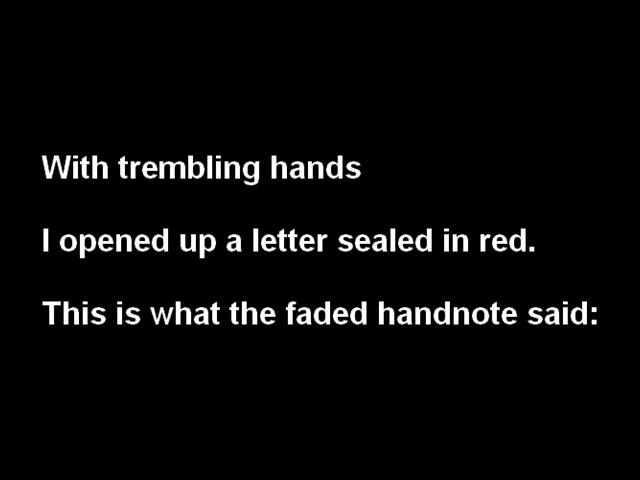 With trembling hands
I opened up a letter sealed in red.
This is what the faded handnote said: